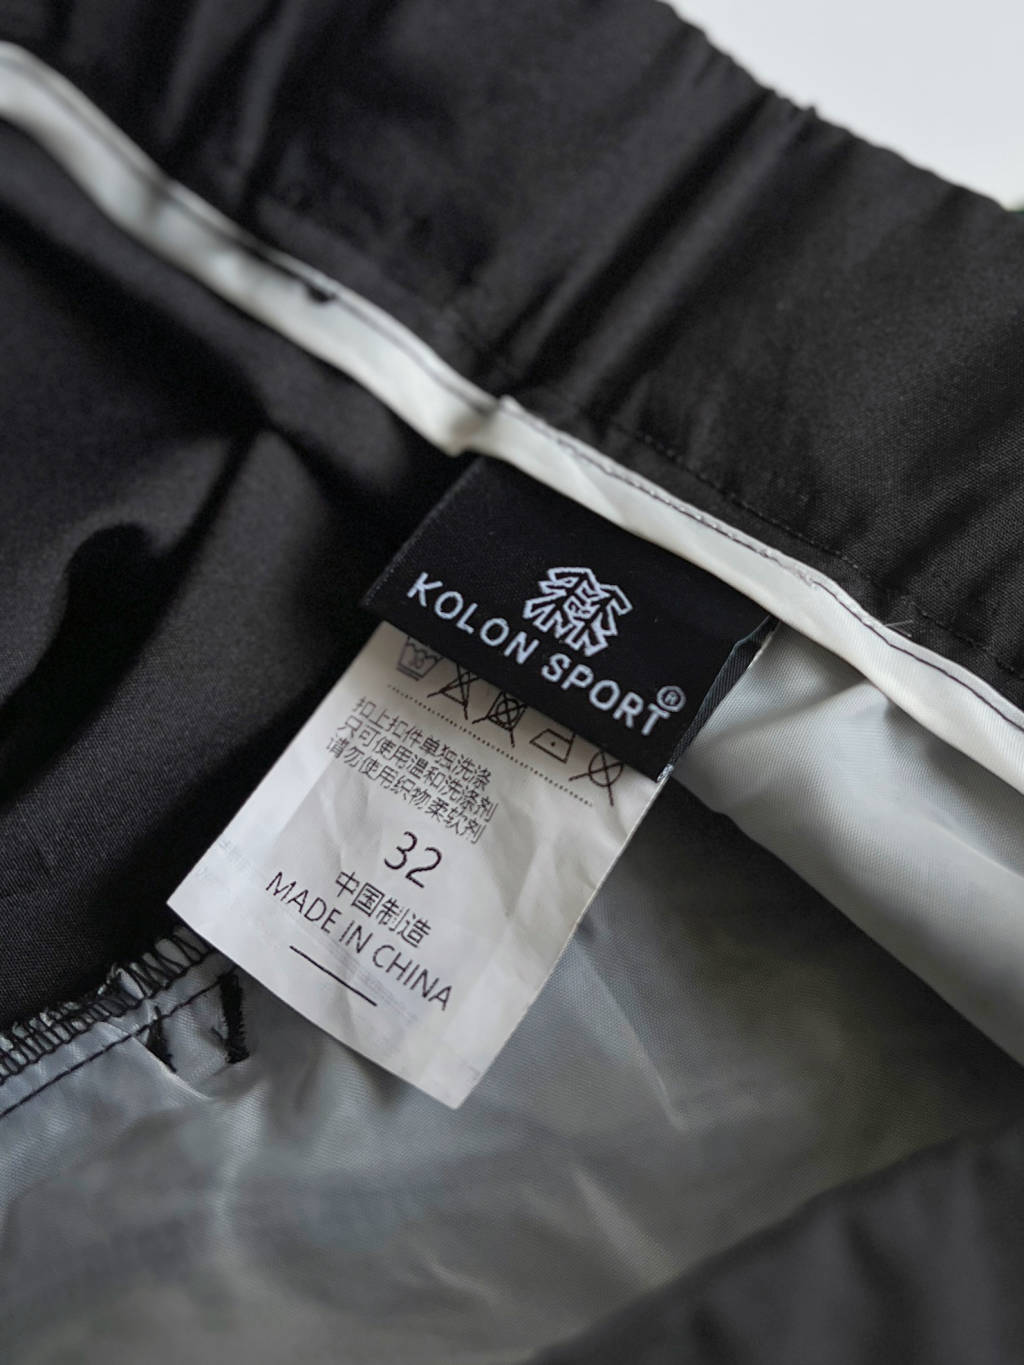 KOLON SPORT®
30
扣上扣件单独洗涤
只可使用温和洗涤剂
请勿使用织物柔软剂
32
中国制造
MADE IN CHINA